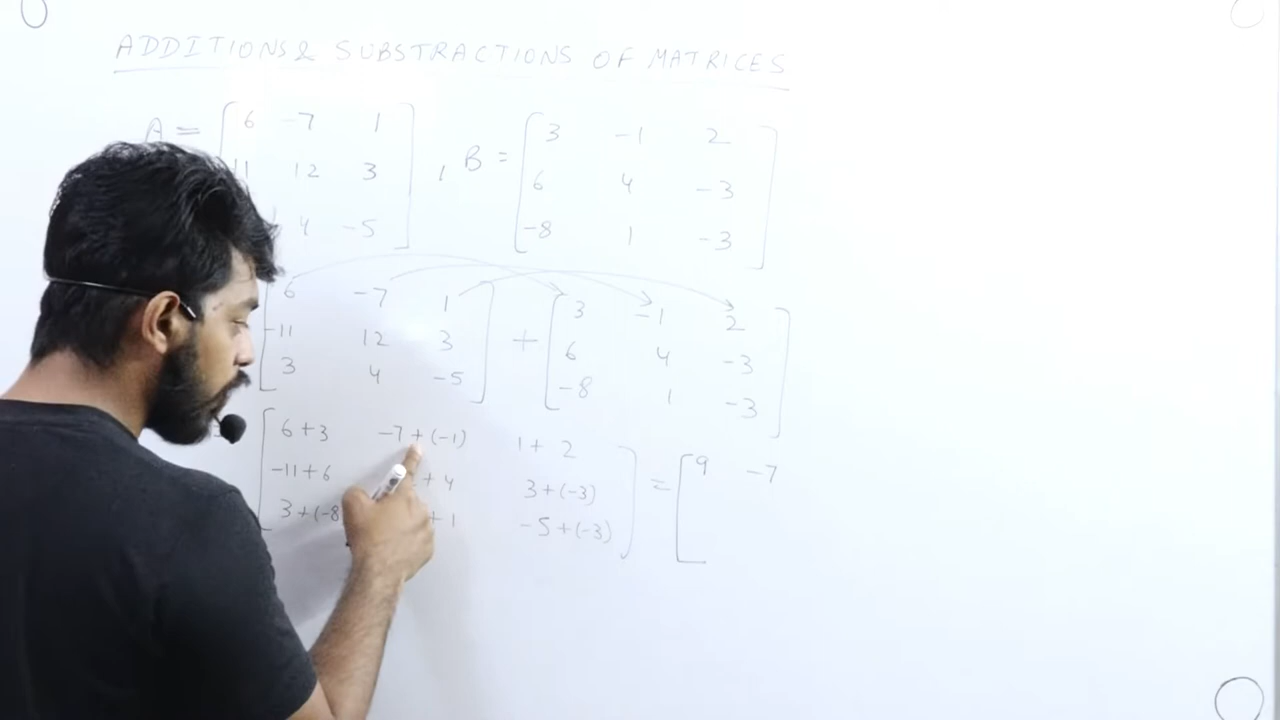 ADDITIONS & SUBSTRACTIONS OF MATRICES
A = [ 6 -7 1 , B = [ 3 -1 2 ]
11 12 3 6 4 -3
4 -5 ] -8 1 -3
[ 6 -7 1 ] + [ 3 -1 2 ]
-11 12 3 6 4 -3
3 4 -5 -8 1 -3
[ 6+3 -7+(-1) 1+2 ] = [ 9 -7
-11+6 +4 3+(-3)
3+(-8 +1 -5+(-3)